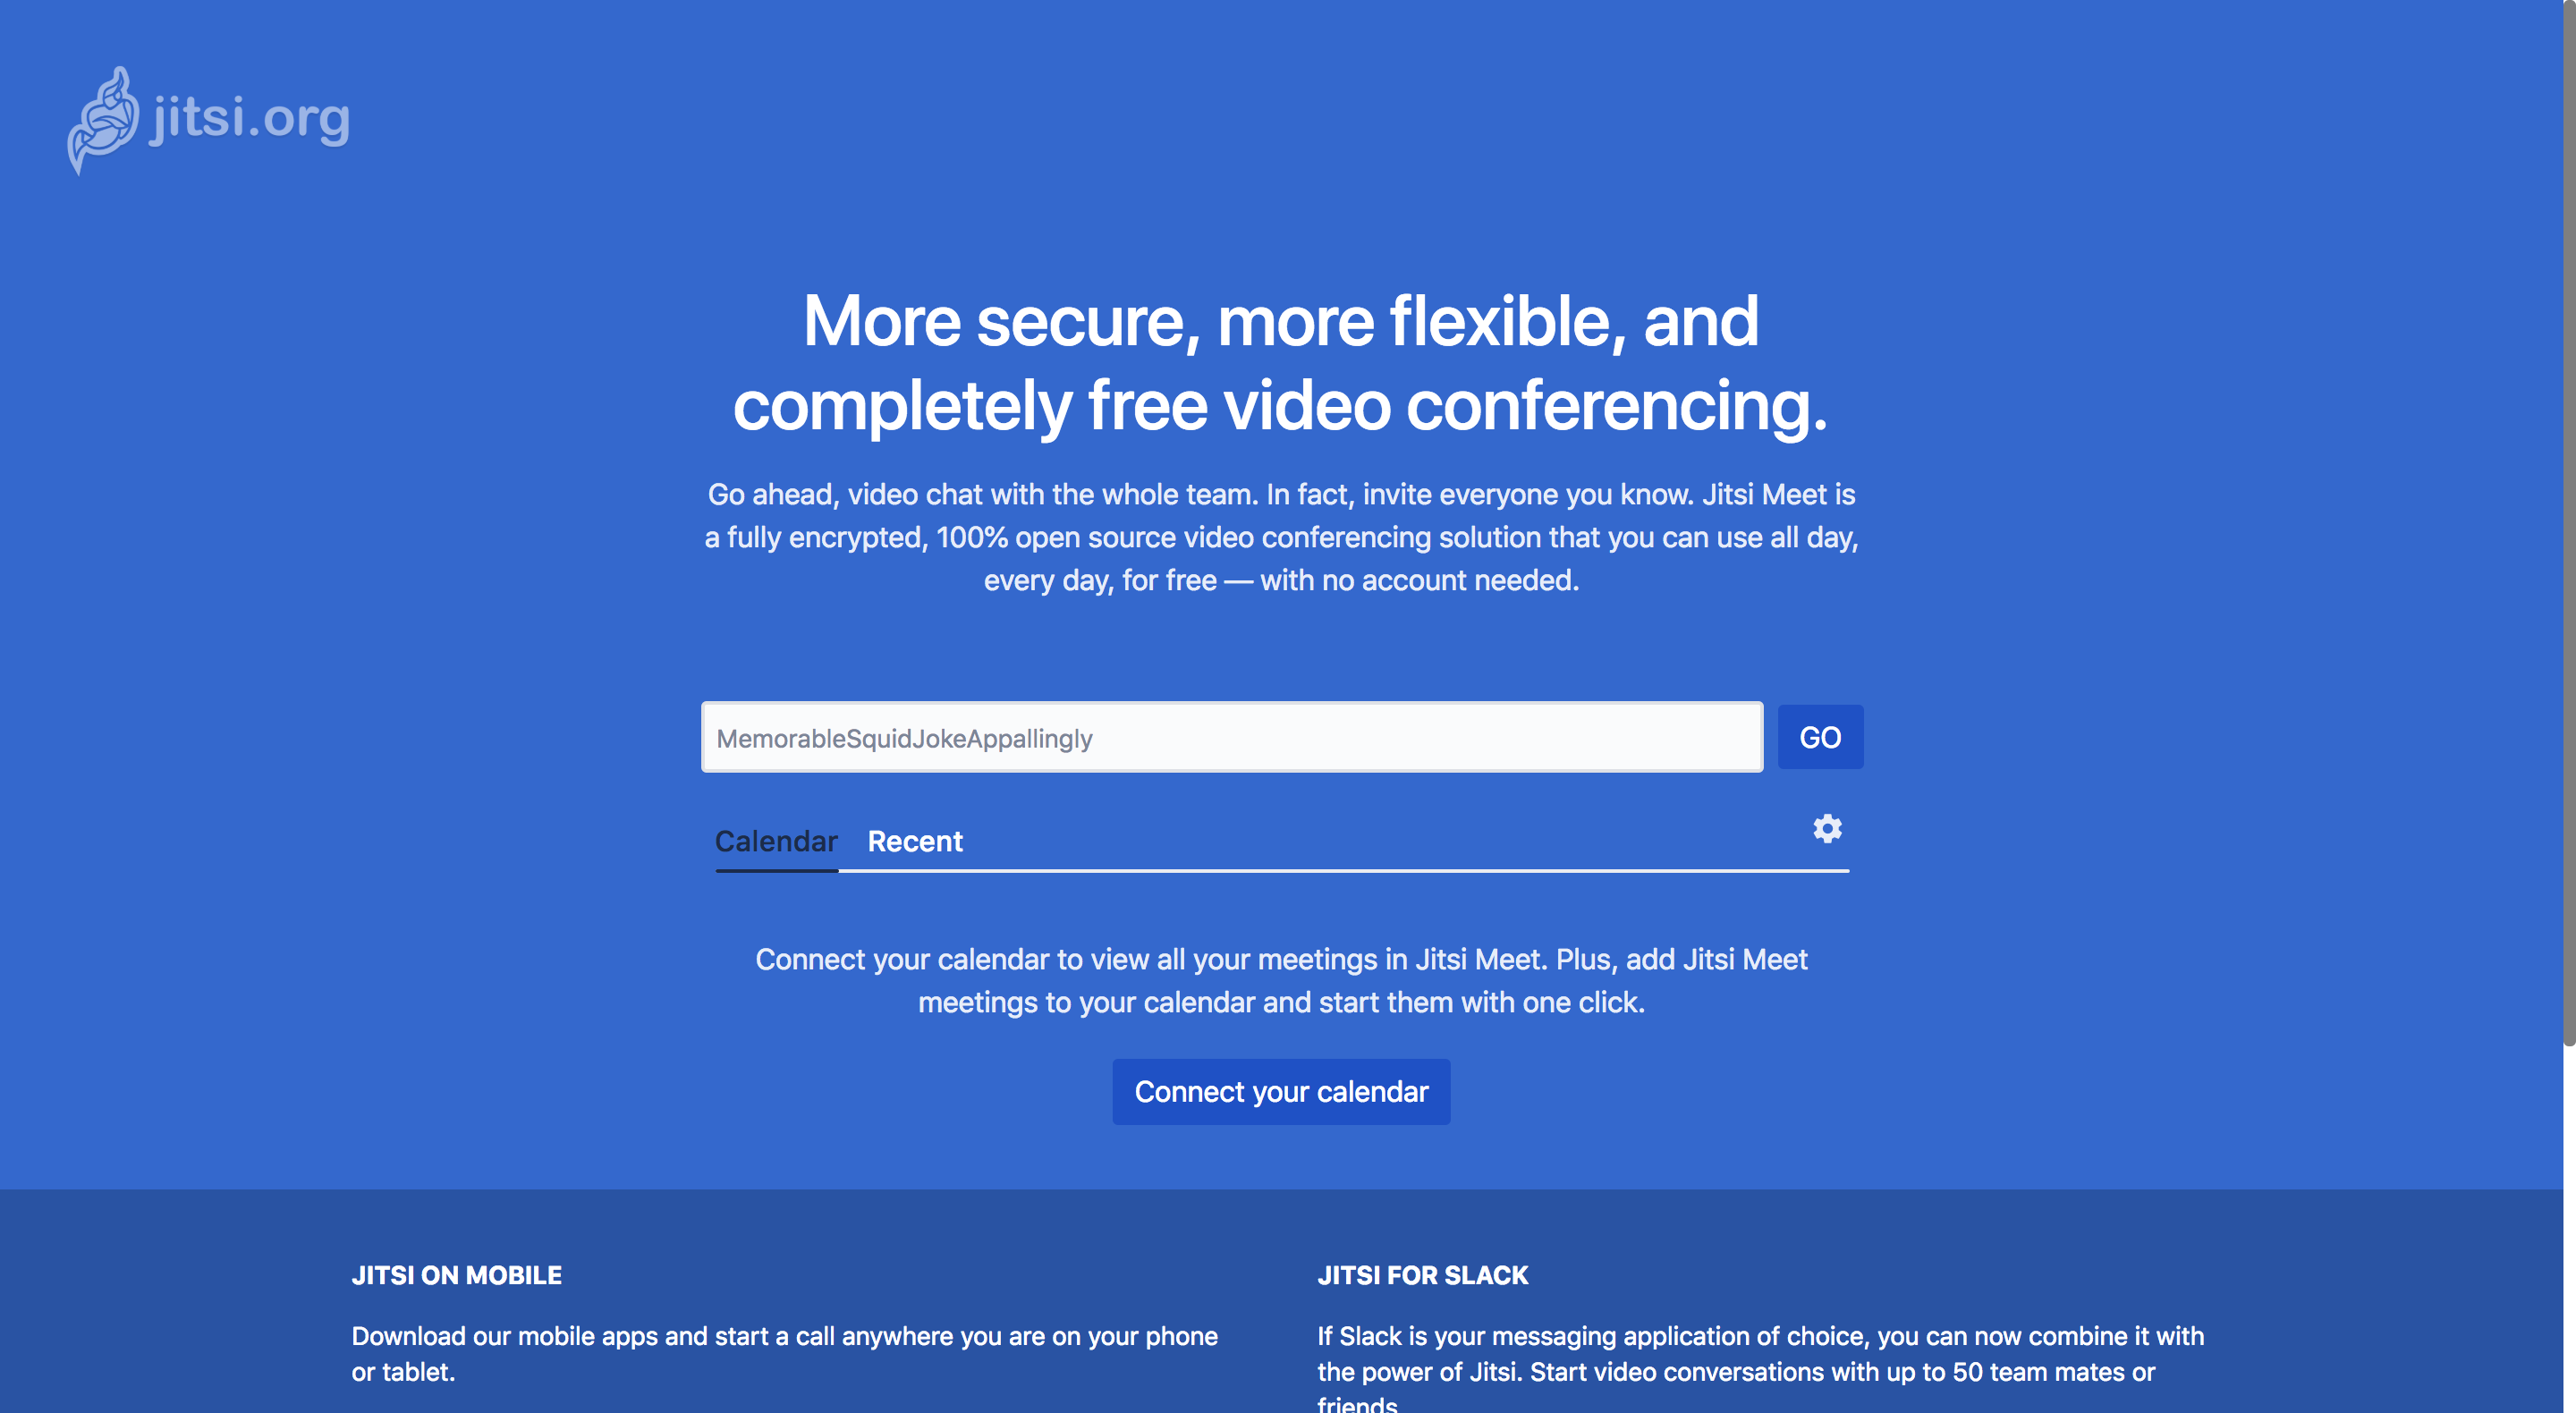 jitsi.org
More secure, more flexible, and
completely free video conferencing.
Go ahead, video chat with the whole team. In fact, invite everyone you know. Jitsi Meet is
a fully encrypted, 100% open source video conferencing solution that you can use all day,
every day, for free — with no account needed.
MemorableSquidJokeAppallingly
GO
Calendar Recent
Connect your calendar to view all your meetings in Jitsi Meet. Plus, add Jitsi Meet
meetings to your calendar and start them with one click.
Connect your calendar
JITSI ON MOBILE
Download our mobile apps and start a call anywhere you are on your phone
or tablet.
JITSI FOR SLACK
If Slack is your messaging application of choice, you can now combine it with
the power of Jitsi. Start video conversations with up to 50 team mates or
friends